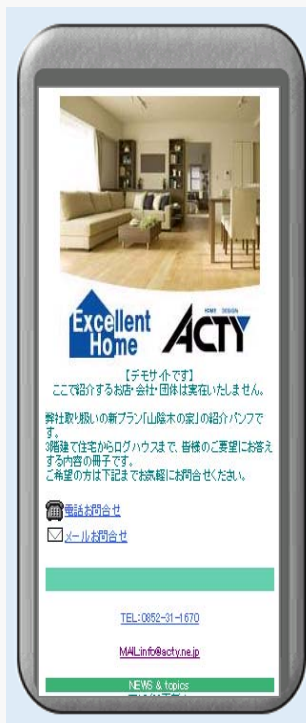 Excellent
Home
HOME DESIGN
ACTY
【デモサイトです】
ここで紹介するお店・会社・団体は実在いたしません。
弊社取り扱いの新プラン「山陰木の家」の紹介パンフで
す。
3階建て住宅からログハウスまで、皆様のご要望にお答え
する内容の冊子です。
ご希望の方は下記までお気軽にお問合せください。
電話お問合せ
メールお問合せ
TEL:0852-31-1670
MAIL:info@acty.ne.jp
NEWS & topics